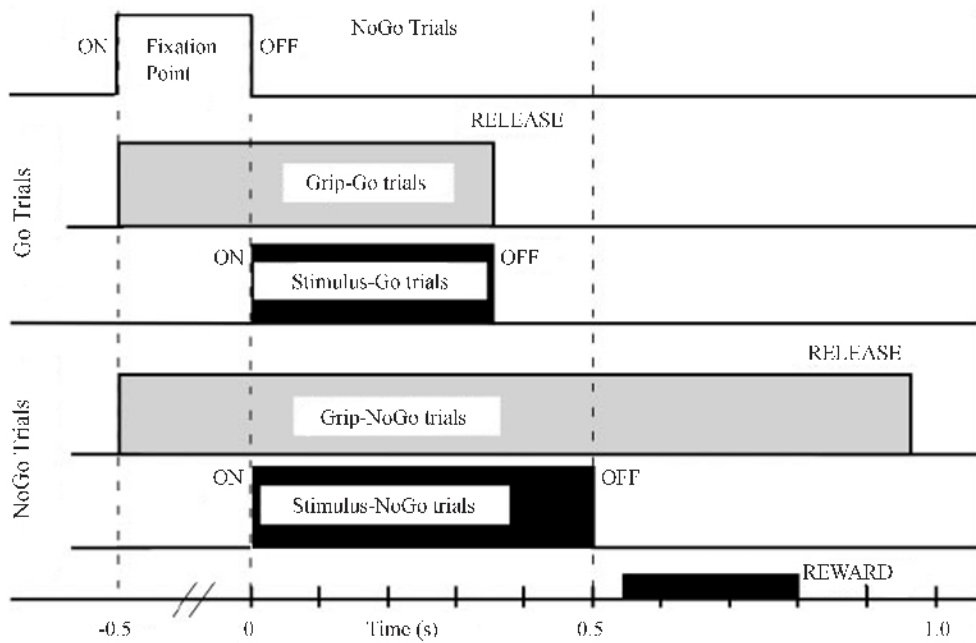 NoGo Trials
ON
Fixation
Point
OFF
RELEASE
Go Trials
Grip-Go trials
ON
OFF
Stimulus-Go trials
RELEASE
NoGo Trials
Grip-NoGo trials
ON
OFF
Stimulus-NoGo trials
REWARD
-0.5 0 Time (s) 0.5 1.0